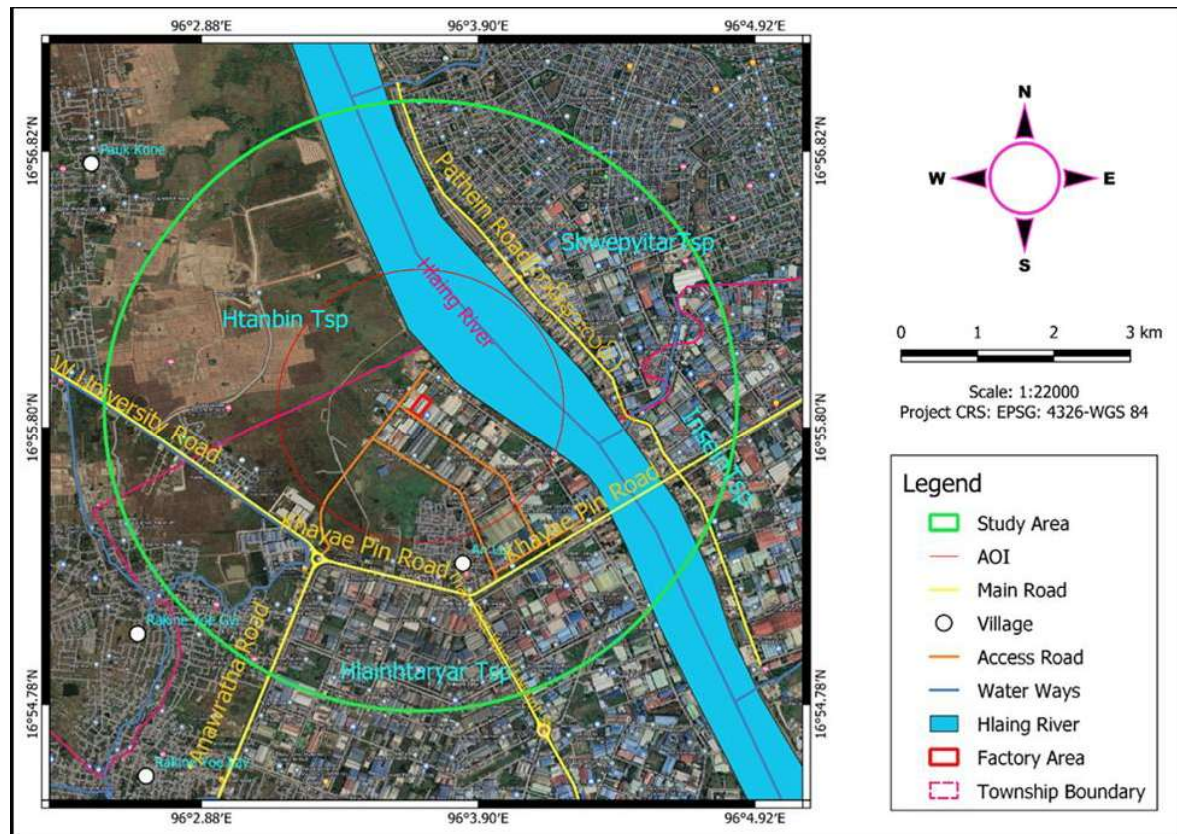 96°2.88'E 96°3.90'E 96°4.92'E
16°56.82'N 16°56.82'N
Pauk Kone
Pathein Road
Shwepyitar Tsp
Hlaing River
Htanbin Tsp
W University Road
16°55.80'N 16°55.80'N
Insein Tsp
Khayae Pin Road
Khayae Pin Road
Rakine Yoe Gyi
Anawratha Road
Hlainhtaryar Tsp
16°54.78'N 16°54.78'N
96°2.88'E 96°3.90'E 96°4.92'E
N
W E
S
0 1 2 3 km
Scale: 1:22000
Project CRS: EPSG: 4326-WGS 84
Legend
Study Area
AOI
Main Road
Village
Access Road
Water Ways
Hlaing River
Factory Area
Township Boundary